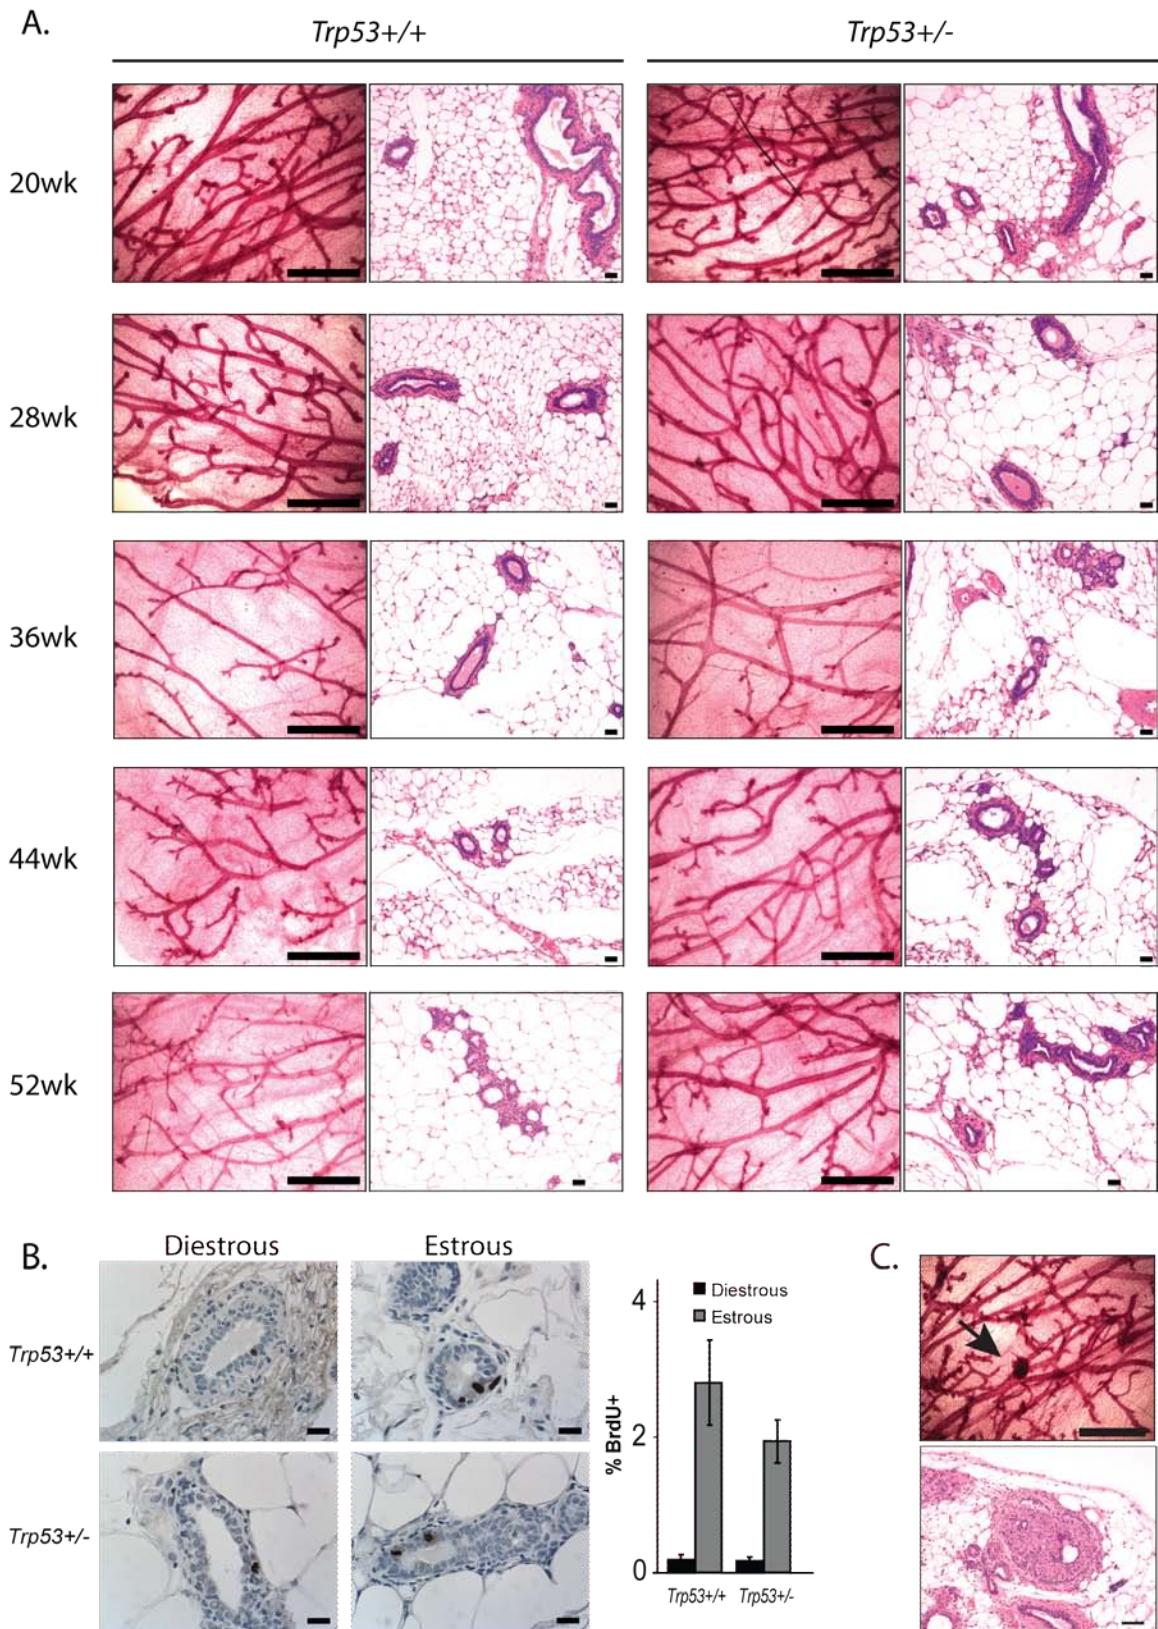 A.
Trp53+/+ Trp53+/-
20wk
28wk
36wk
44wk
52wk
B.
Diestrous Estrous
Trp53+/+
Trp53+/-
4
2
0
% BrdU+
Diestrous
Estrous
Trp53+/+ Trp53+/-
C.